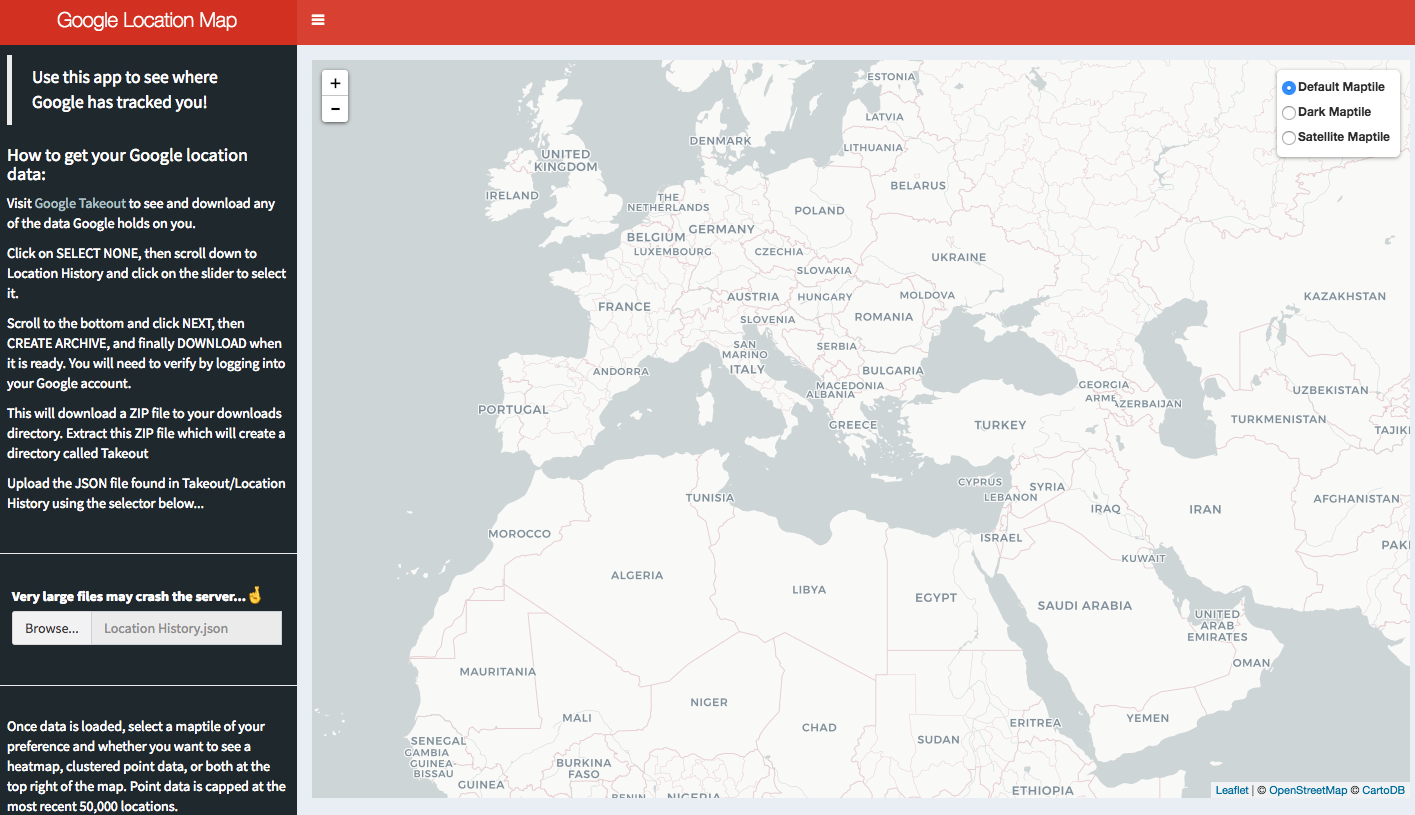 Google Location Map
Use this app to see where
Google has tracked you!
How to get your Google location
data:
Visit Google Takeout to see and download any
of the data Google holds on you.
Click on SELECT NONE, then scroll down to
Location History and click on the slider to select
it.
Scroll to the bottom and click NEXT, then
CREATE ARCHIVE, and finally DOWNLOAD when
it is ready. You will need to verify by logging into
your Google account.
This will download a ZIP file to your downloads
directory. Extract this ZIP file which will create a
directory called Takeout
Upload the JSON file found in Takeout/Location
History using the selector below...
Very large files may crash the server...🤞
Browse... Location History.json
Once data is loaded, select a maptile of your
preference and whether you want to see a
heatmap, clustered point data, or both at the
top right of the map. Point data is capped at the
most recent 50,000 locations.
+
-
Default Maptile
Dark Maptile
Satellite Maptile
ESTONIA
LATVIA
DENMARK
LITHUANIA
UNITED
KINGDOM
BELARUS
IRELAND
THE
NETHERLANDS
POLAND
GERMANY
BELGIUM
LUXEMBOURG
CZECHIA
UKRAINE
SLOVAKIA
FRANCE
AUSTRIA
HUNGARY
MOLDOVA
KAZAKHSTAN
SLOVENIA
ROMANIA
SAN
MARINO
SERBIA
ITALY
ANDORRA
BULGARIA
MACEDONIA
ALBANIA
GEORGIA
ARME
AZERBAIJAN
UZBEKISTAN
PORTUGAL
GREECE
TURKEY
TURKMENISTAN
TAJIKI
CYPRUS
LEBANON
SYRIA
TUNISIA
AFGHANISTAN
IRAQ
IRAN
MOROCCO
ISRAEL
PAKI
KUWAIT
ALGERIA
LIBYA
EGYPT
SAUDI ARABIA
UNITED
ARAB
EMIRATES
OMAN
MAURITANIA
NIGER
MALI
CHAD
ERITREA
YEMEN
SUDAN
SENEGAL
GAMBIA
GUINEA-
BISSAU
BURKINA
FASO
GUINEA
BENIN
NIGERIA
ETHIOPIA
Leaflet | © OpenStreetMap © CartoDB